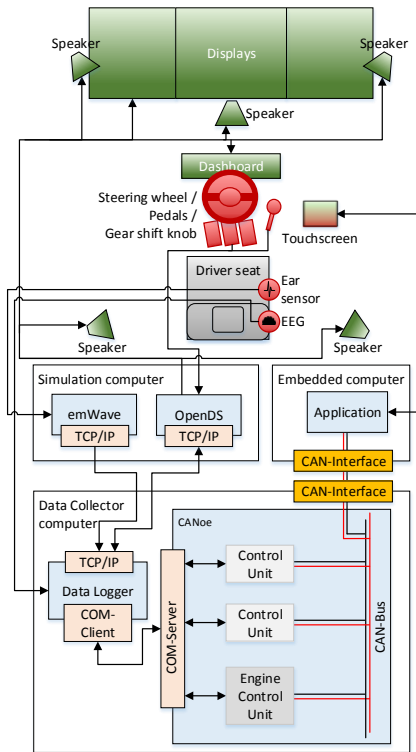 Speaker
Displays
Speaker
Speaker
Dashboard
Steering wheel /
Pedals /
Gear shift knob
Touchscreen
Driver seat
Ear
sensor
EEG
Speaker
Speaker
Simulation computer
Embedded computer
emWave
OpenDS
Application
TCP/IP
TCP/IP
CAN-Interface
CAN-Interface
Data Collector
computer
CANoe
TCP/IP
Data Logger
COM-
Client
COM-Server
Control
Unit
Control
Unit
Engine
Control
Unit
CAN-Bus